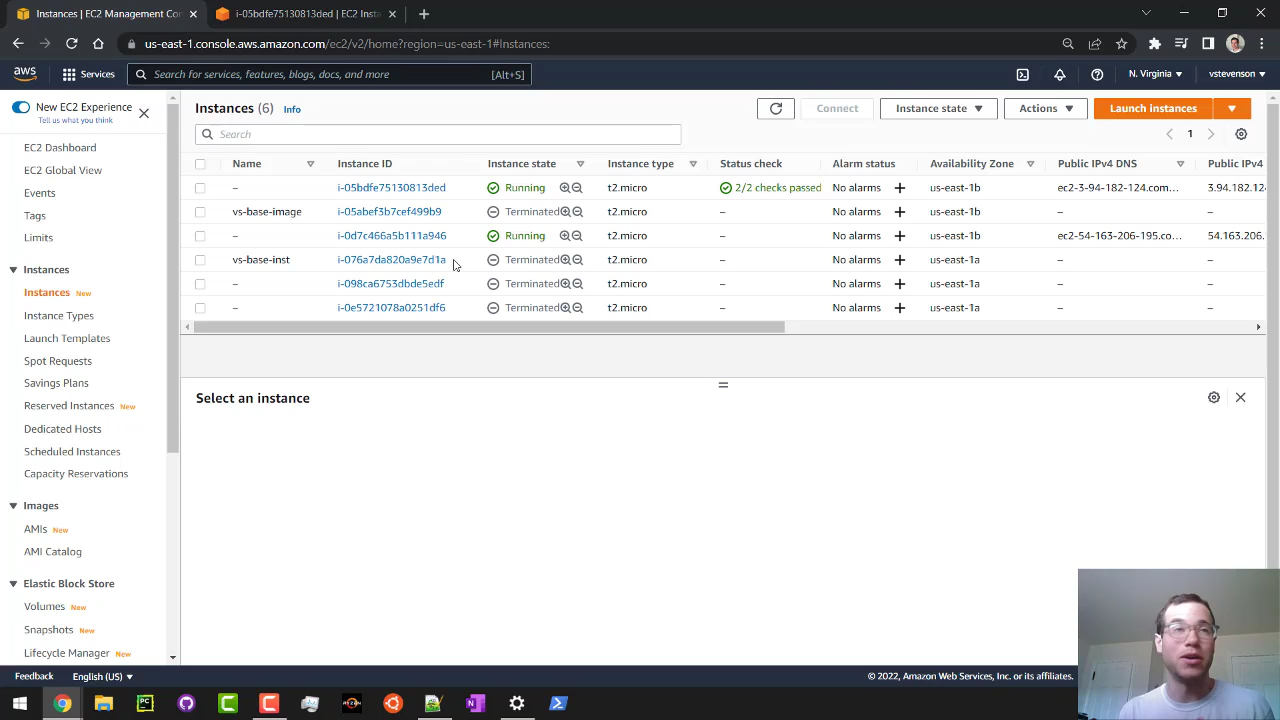 Instances | EC2 Management Con
i-05bdfe75130813ded | EC2 Insta
us-east-1.console.aws.amazon.com/ec2/v2/home?region=us-east-1#Instances:
aws
Services
Search for services, features, blogs, docs, and more
[Alt+S]
N. Virginia
vstevenson
New EC2 Experience
Tell us what you think
EC2 Dashboard
EC2 Global View
Events
Tags
Limits
Instances
Instances New
Instance Types
Launch Templates
Spot Requests
Savings Plans
Reserved Instances New
Dedicated Hosts
Scheduled Instances
Capacity Reservations
Images
AMIs New
AMI Catalog
Elastic Block Store
Volumes New
Snapshots New
Lifecycle Manager New
Instances (6) Info
Connect
Instance state
Actions
Launch instances
Search
1
Name Instance ID Instance state Instance type Status check Alarm status Availability Zone Public IPv4 DNS Public IPv4
– i-05bdfe75130813ded Running t2.micro 2/2 checks passed No alarms + us-east-1b ec2-3-94-182-124.com... 3.94.182.12
vs-base-image i-05abef3b7cef499b9 Terminated t2.micro – No alarms + us-east-1b – –
– i-0d7c466a5b111a946 Running t2.micro – No alarms + us-east-1b ec2-54-163-206-195.co... 54.163.206.
vs-base-inst i-076a7da820a9e7d1a Terminated t2.micro – No alarms + us-east-1a – –
– i-098ca6753dbde5edf Terminated t2.micro – No alarms + us-east-1a – –
– i-0e5721078a0251df6 Terminated t2.micro – No alarms + us-east-1a – –
Select an instance
Feedback
English (US)
© 2022, Amazon Web Services, Inc. or its affiliates.